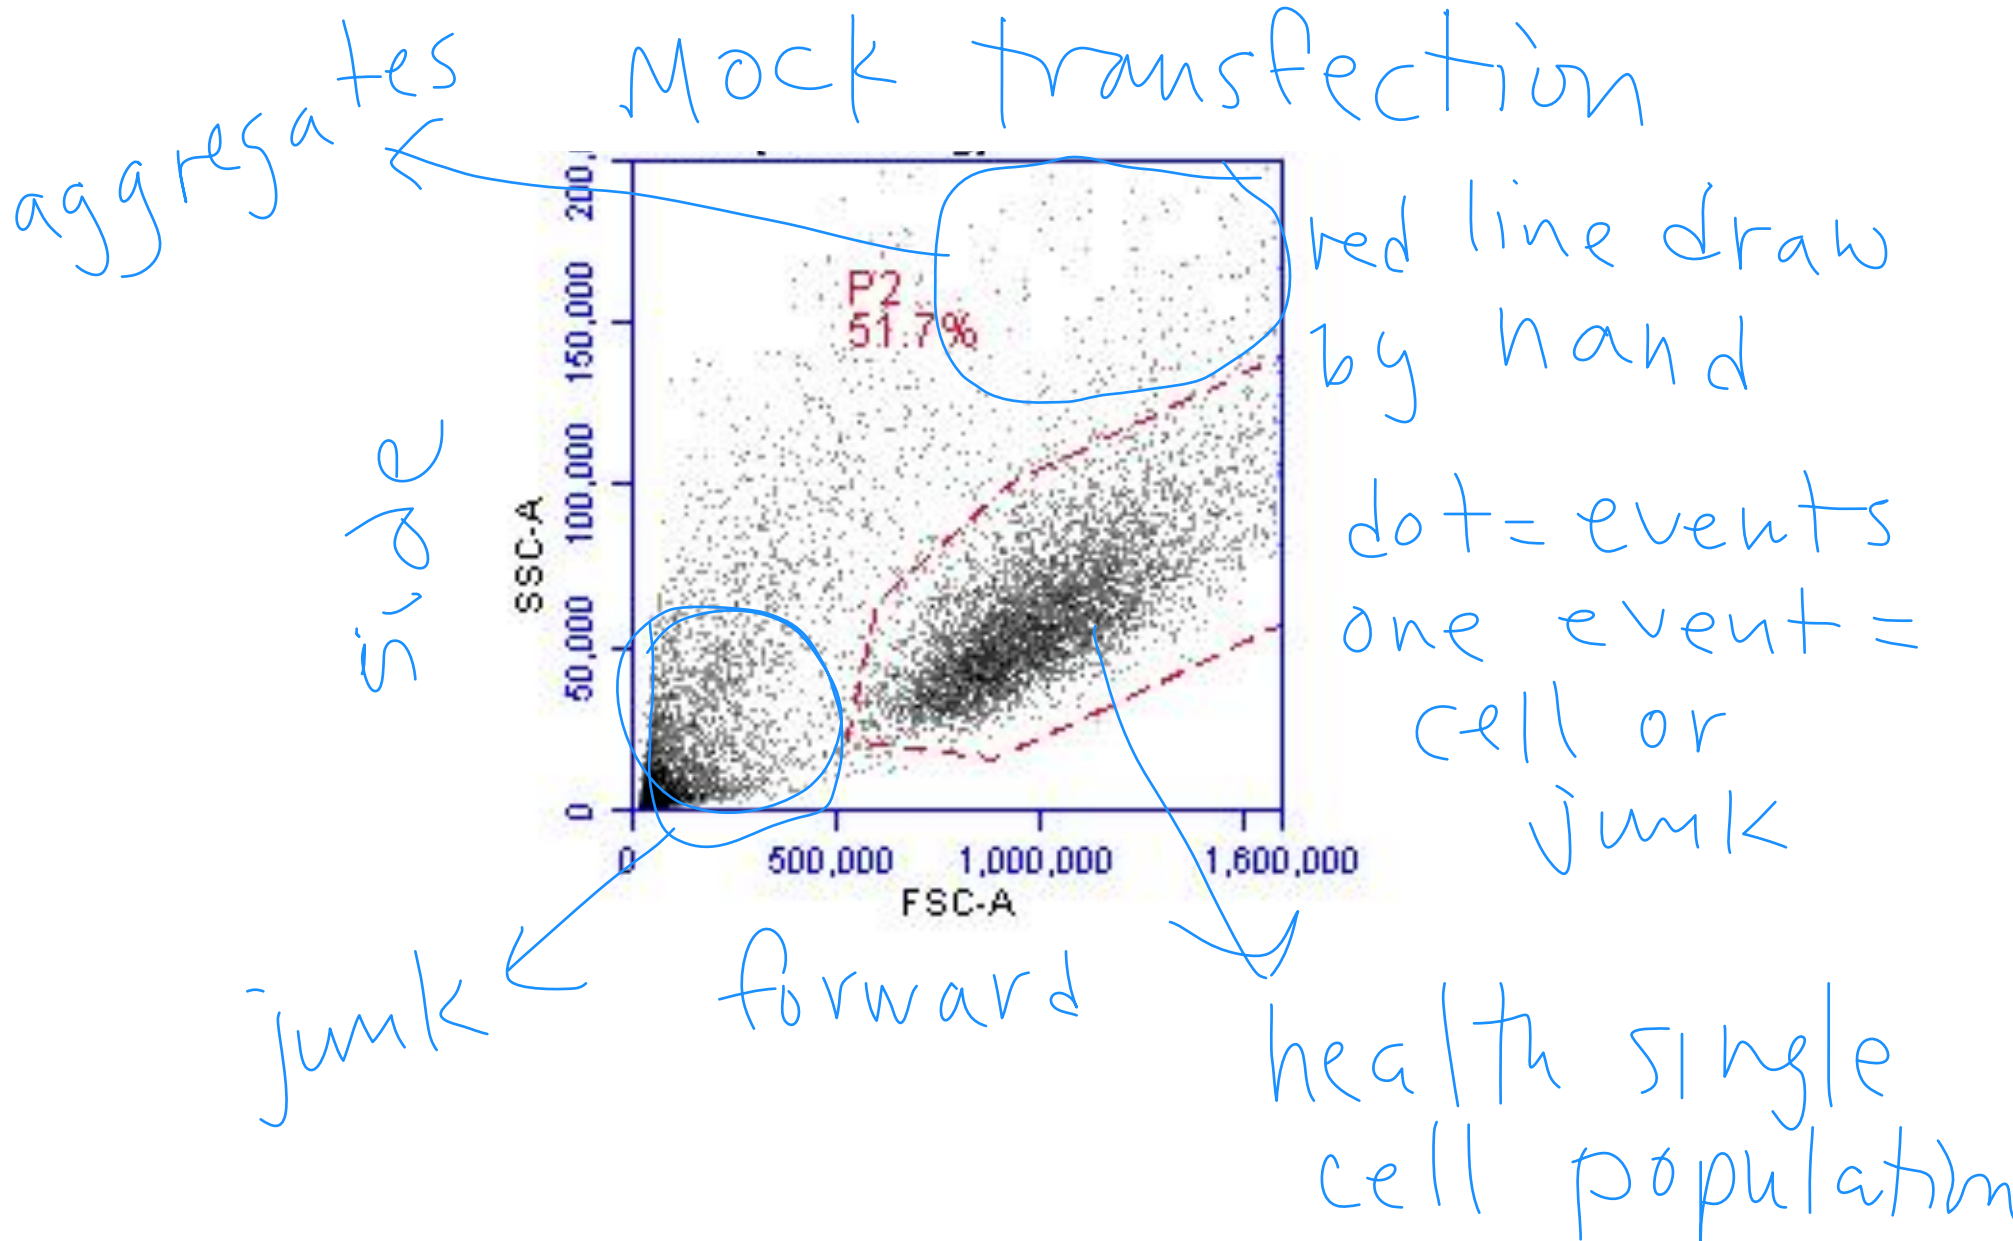 aggregates
Mock transfection
200,
150,000
100,000
50,000
0
SSC-A
side
P2
51.7%
red line draw
by hand
dot = events
one event =
cell or
junk
0 500,000 1,000,000 1,600,000
FSC-A
junk
forward
health single
cell population